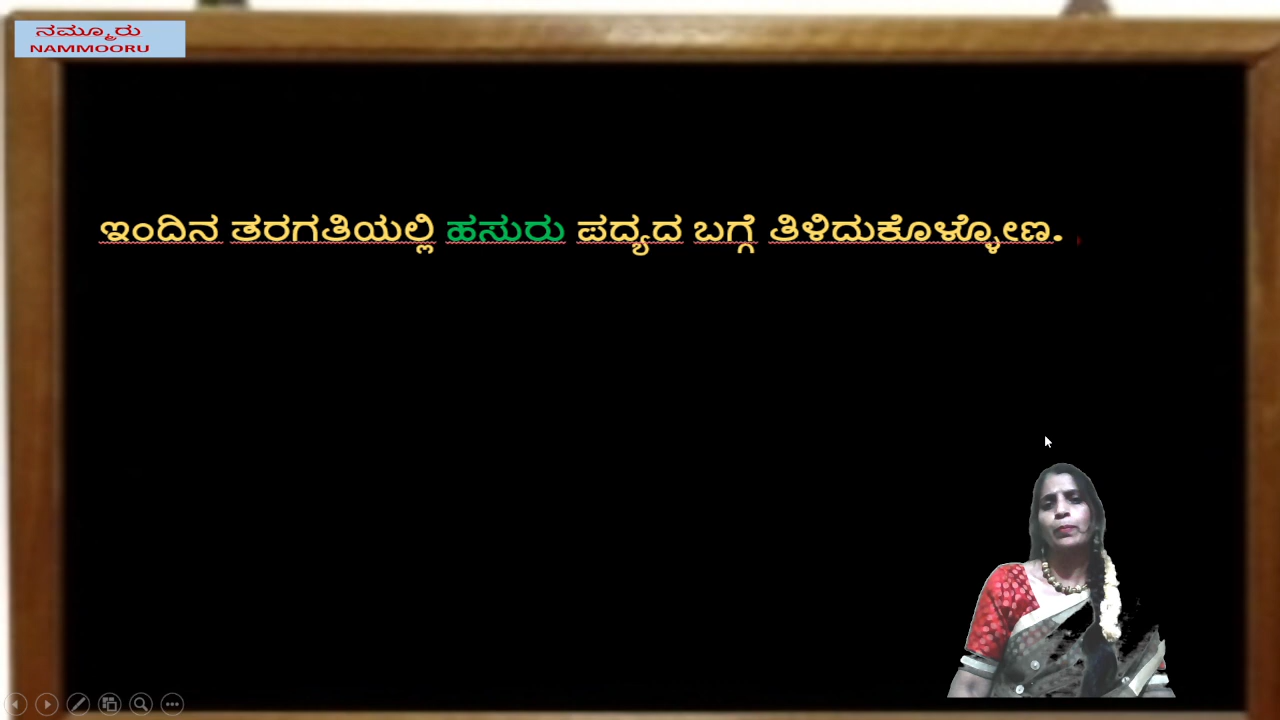 ನಮ್ಮೂರು
NAMMOORU
ಇಂದಿನ ತರಗತಿಯಲ್ಲಿ ಹಸುರು ಪದ್ಯದ ಬಗ್ಗೆ ತಿಳಿದುಕೊಳ್ಳೋಣ.